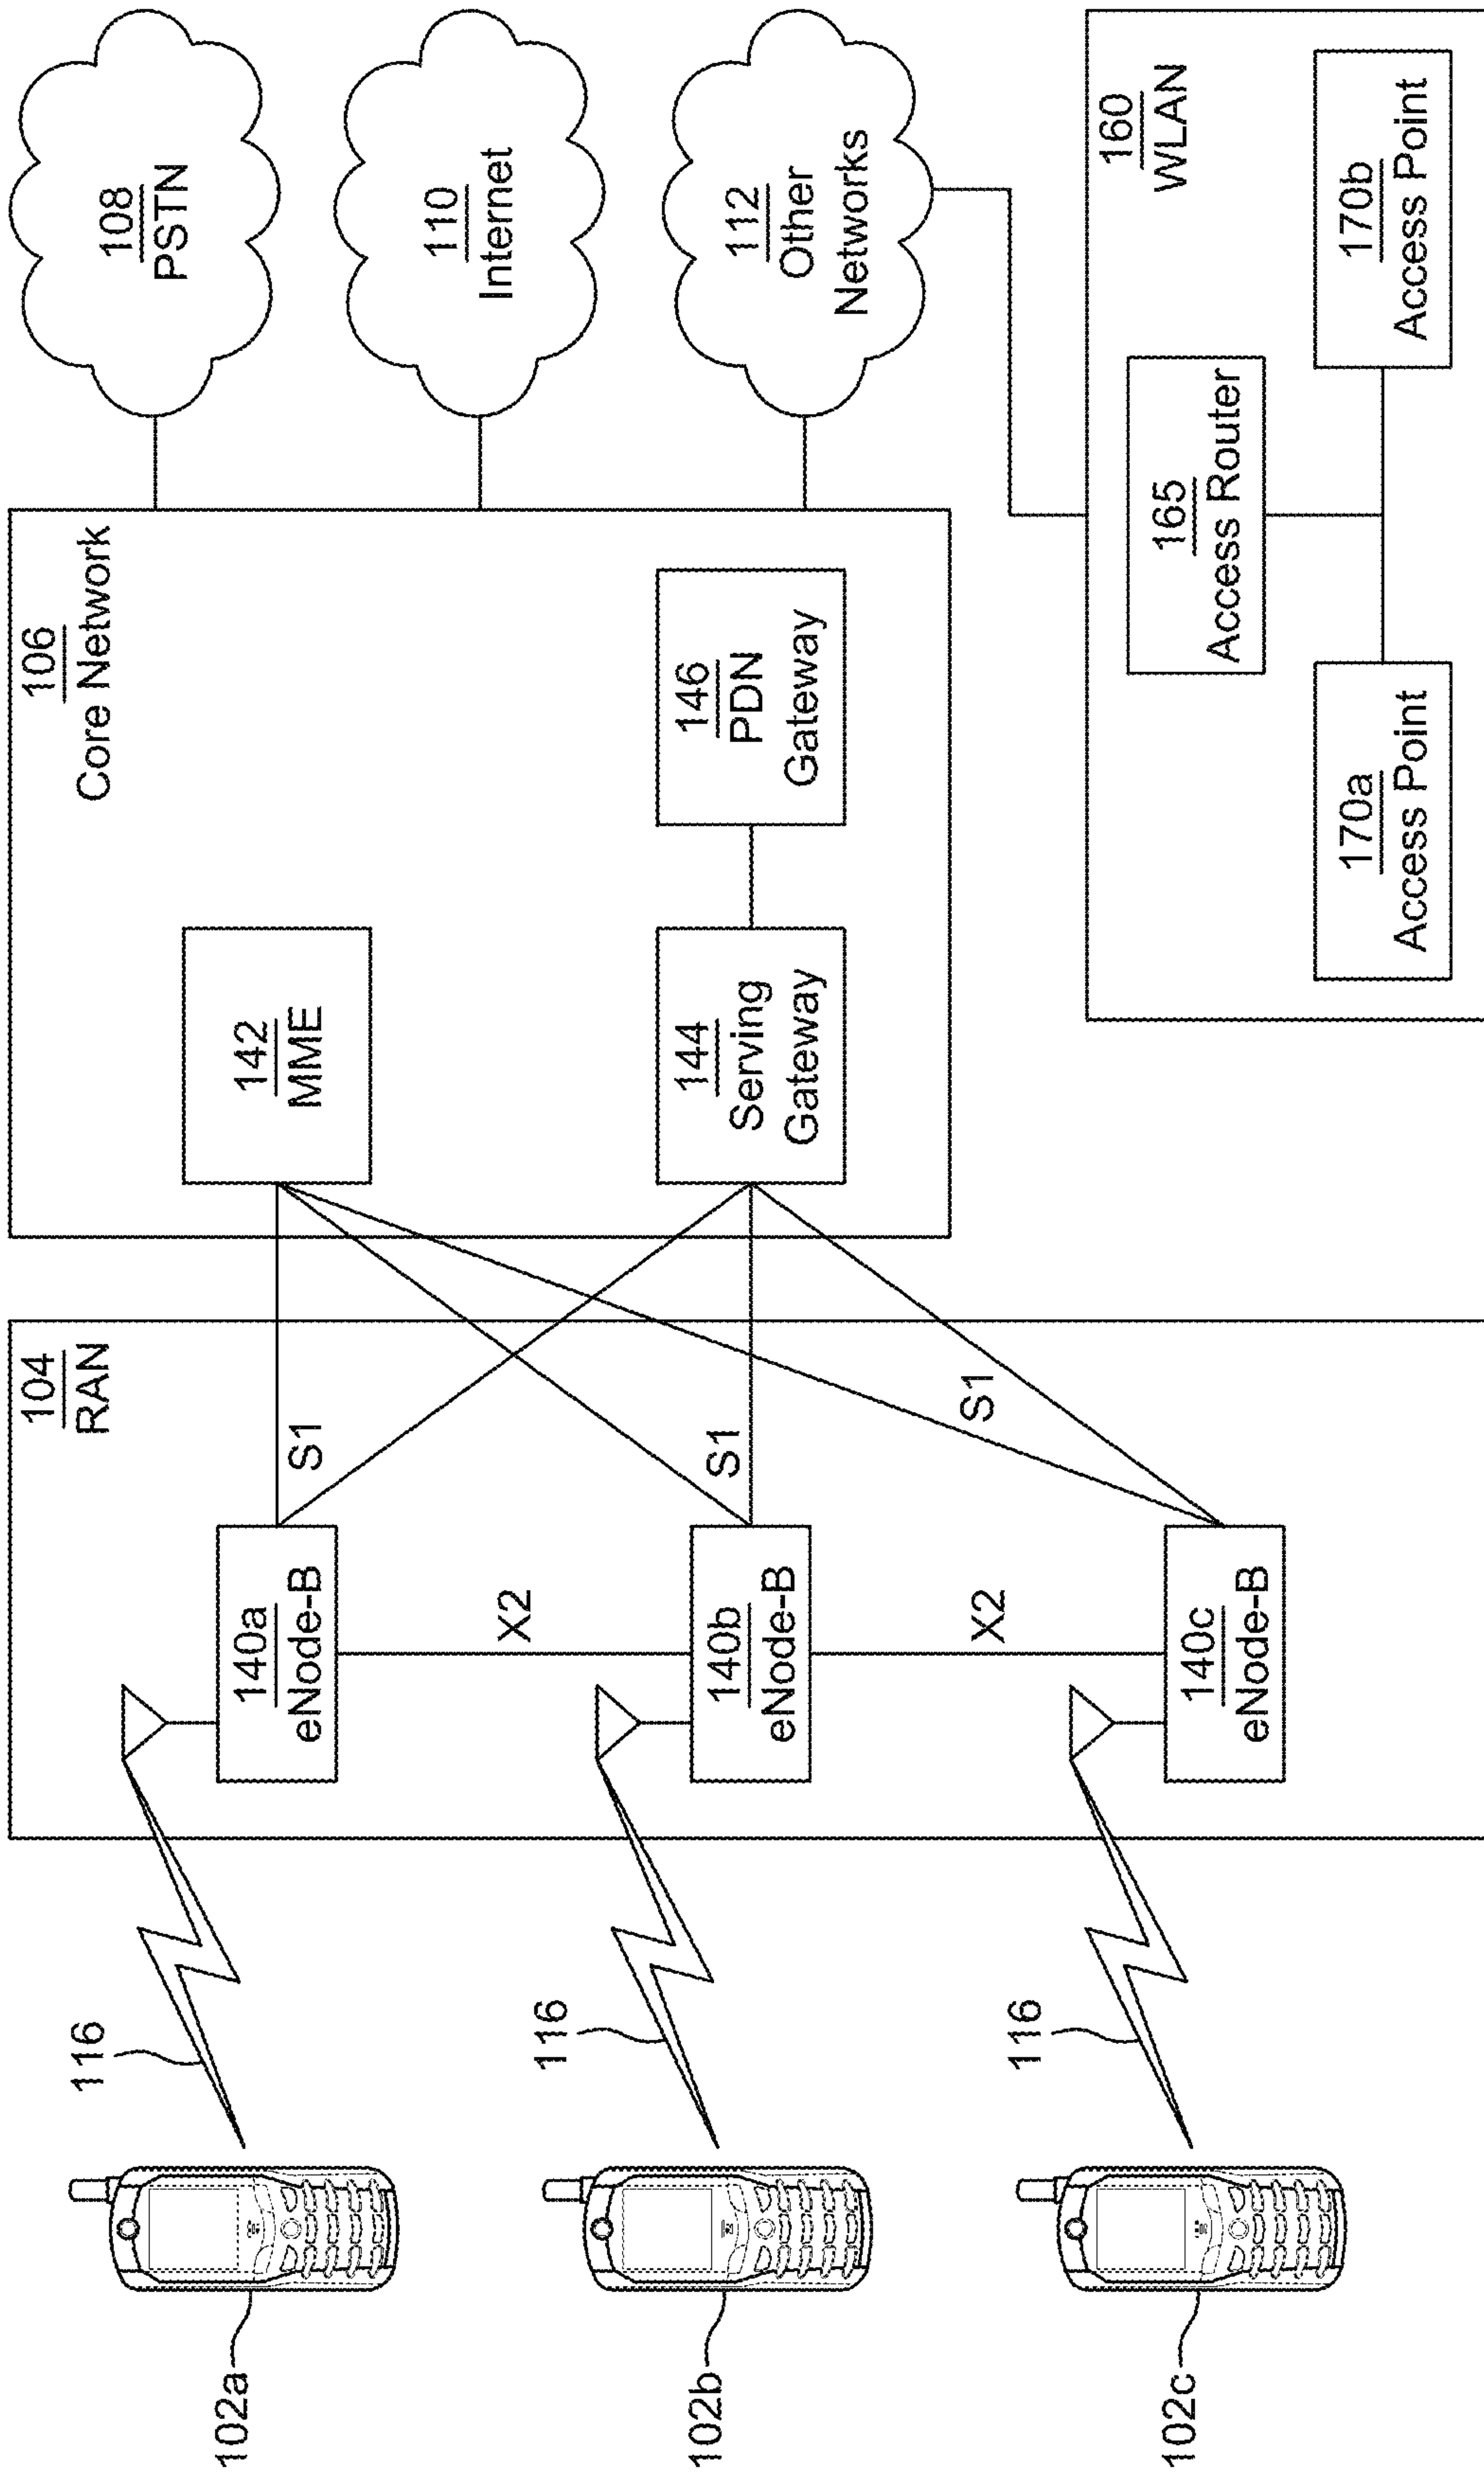 102a
102b
102c
116
116
116
104
RAN
140a
eNode-B
X2
140b
eNode-B
X2
140c
eNode-B
S1
S1
S1
106
Core Network
142
MME
144
Serving
Gateway
146
PDN
Gateway
108
PSTN
110
Internet
112
Other
Networks
160
WLAN
165
Access Router
170a
Access Point
170b
Access Point